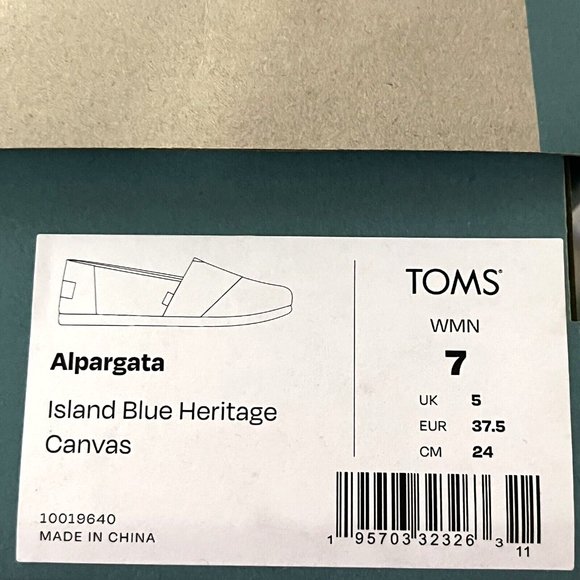 Alpargata
Island Blue Heritage
Canvas
10019640
MADE IN CHINA
TOMS®
WMN
7
UK 5
EUR 37.5
CM 24
1 95703 32326 3 11